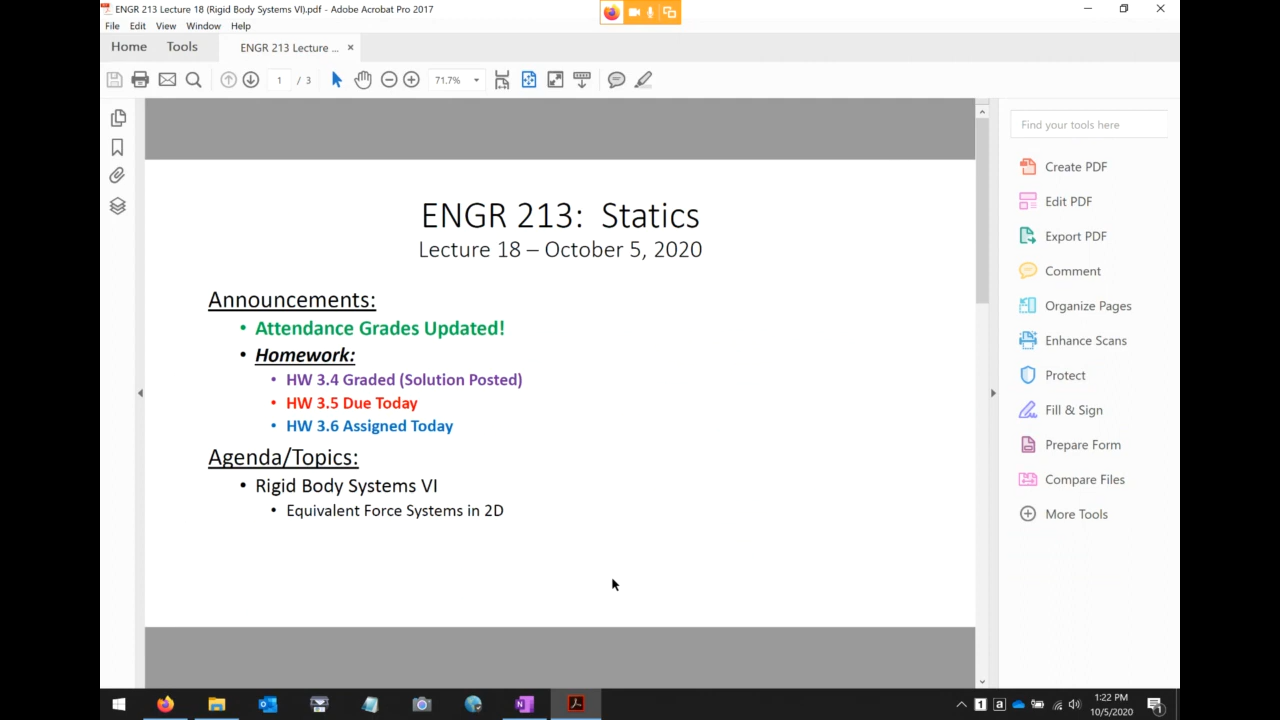 ENGR 213 Lecture 18 (Rigid Body Systems VI).pdf - Adobe Acrobat Pro 2017
File Edit View Window Help
Home Tools ENGR 213 Lecture ... ×
1 / 3 71.7%
Find your tools here
Create PDF
Edit PDF
Export PDF
Comment
Organize Pages
Enhance Scans
Protect
Fill & Sign
Prepare Form
Compare Files
More Tools
ENGR 213: Statics
Lecture 18 – October 5, 2020
Announcements:
• Attendance Grades Updated!
• Homework:
• HW 3.4 Graded (Solution Posted)
• HW 3.5 Due Today
• HW 3.6 Assigned Today
Agenda/Topics:
• Rigid Body Systems VI
• Equivalent Force Systems in 2D
1:22 PM
10/5/2020